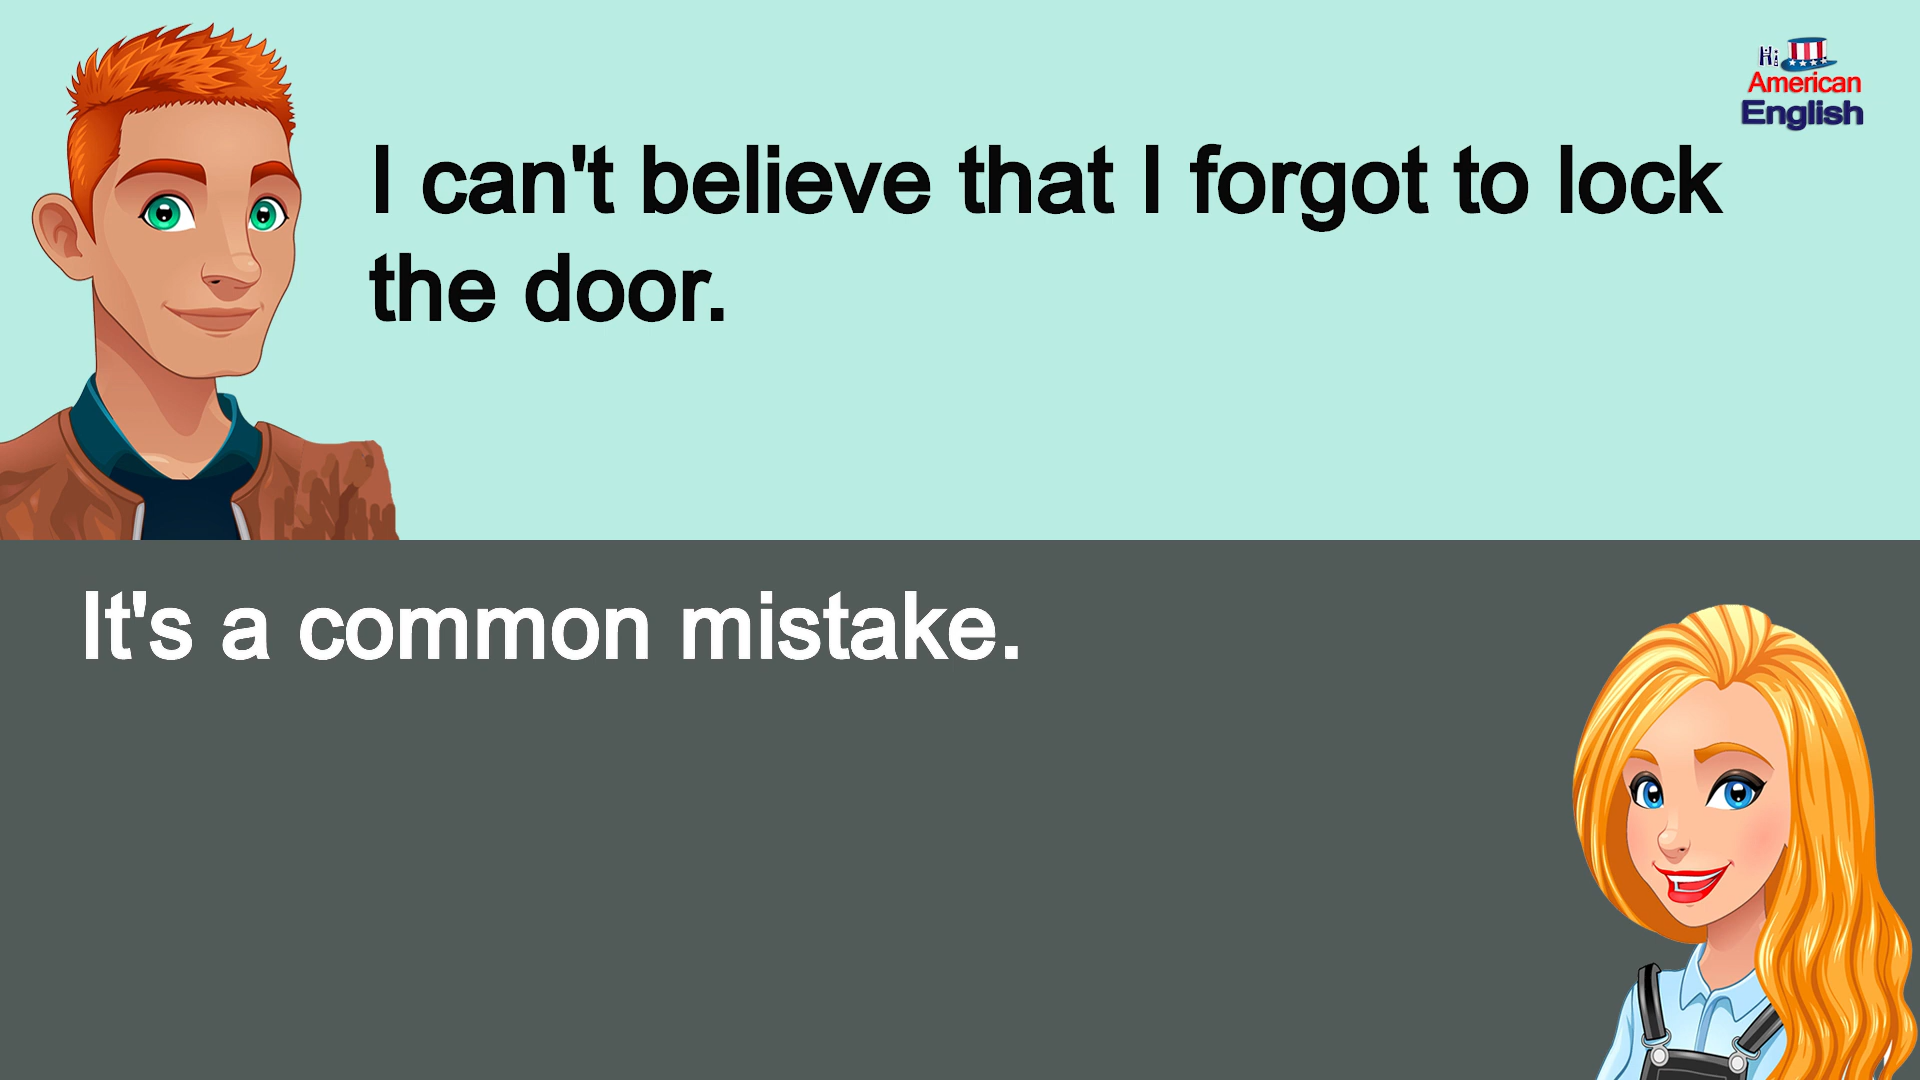 Hi
American
English
I can't believe that I forgot to lock
the door.
It's a common mistake.